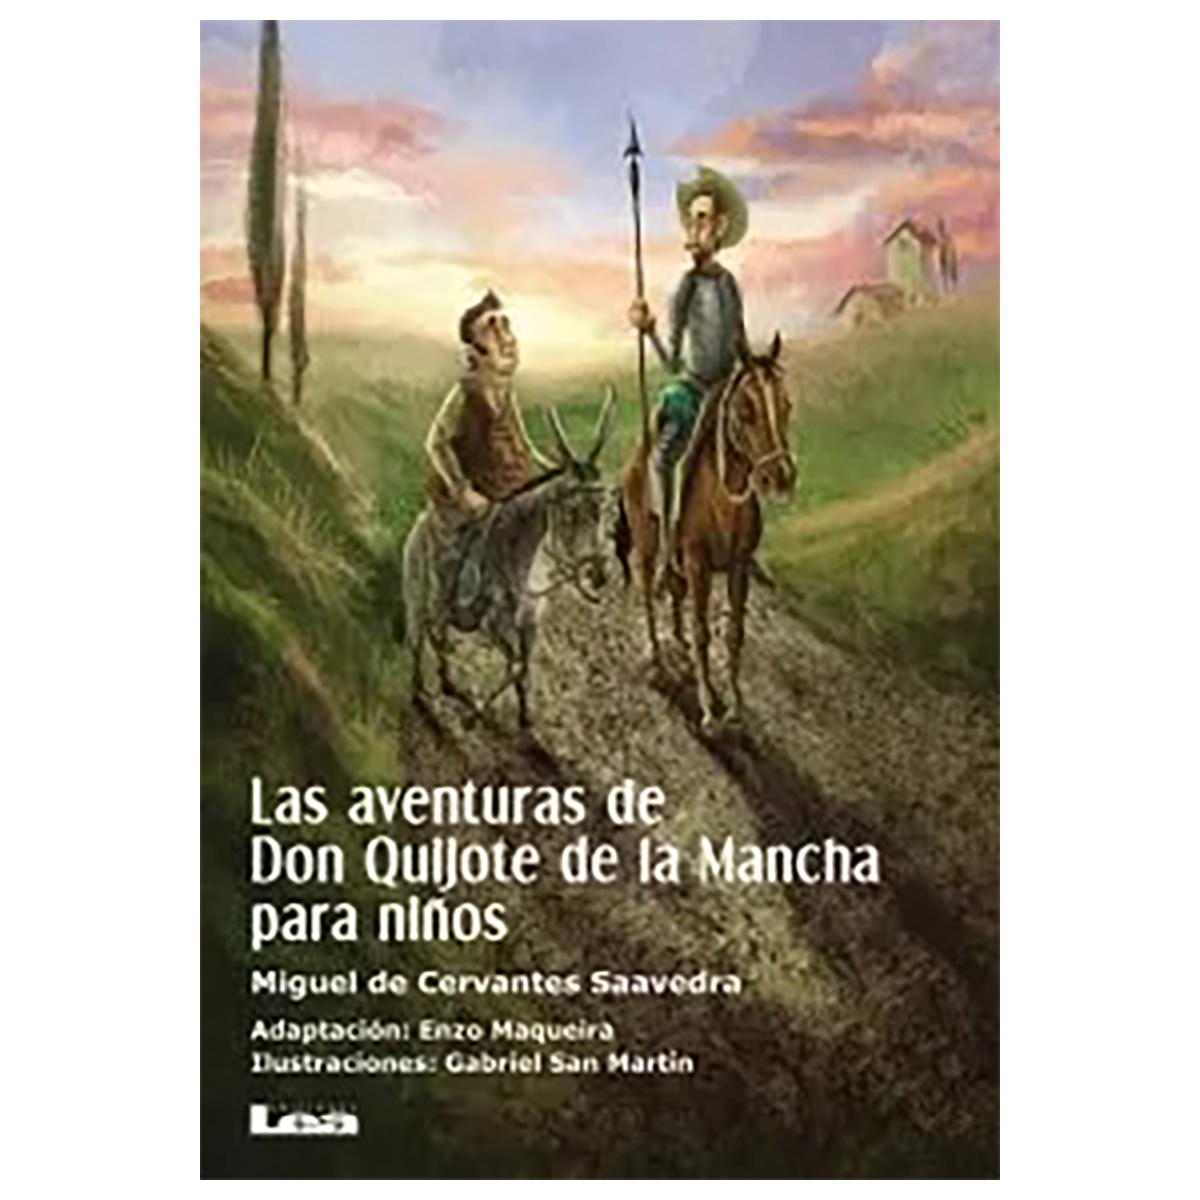 Las aventuras de
Don Quijote de la Mancha
para niños
Miguel de Cervantes Saavedra
Adaptación: Enzo Maqueira
Ilustraciones: Gabriel San Martin
Lea